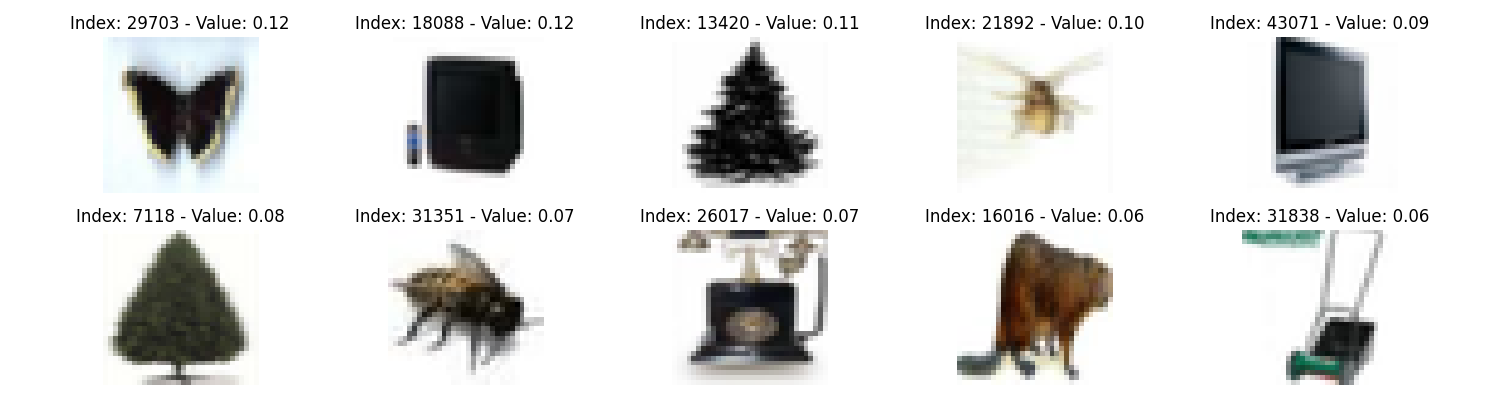 Index: 29703 - Value: 0.12
Index: 18088 - Value: 0.12
Index: 13420 - Value: 0.11
Index: 21892 - Value: 0.10
Index: 43071 - Value: 0.09
Index: 7118 - Value: 0.08
Index: 31351 - Value: 0.07
Index: 26017 - Value: 0.07
Index: 16016 - Value: 0.06
Index: 31838 - Value: 0.06